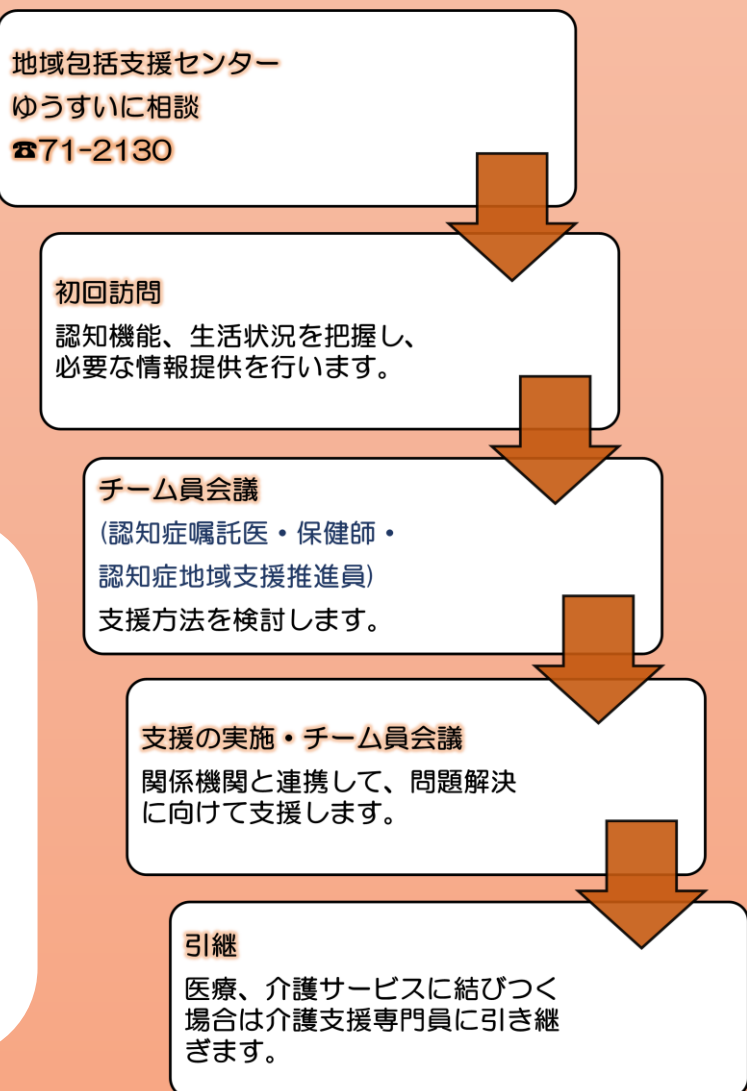 地域包括支援センター
ゆうすいに相談
☎71-2130
初回訪問
認知機能、生活状況を把握し、
必要な情報提供を行います。
チーム員会議
(認知症嘱託医・保健師・
認知症地域支援推進員)
支援方法を検討します。
支援の実施・チーム員会議
関係機関と連携して、問題解決
に向けて支援します。
引継
医療、介護サービスに結びつく
場合は介護支援専門員に引き継
ぎます。